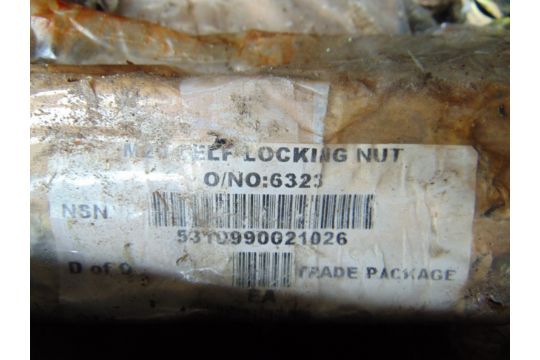 SELF LOCKING NUT
O/NO:6323
NSN
5310990021026
D of Q TRADE PACKAGE
EA